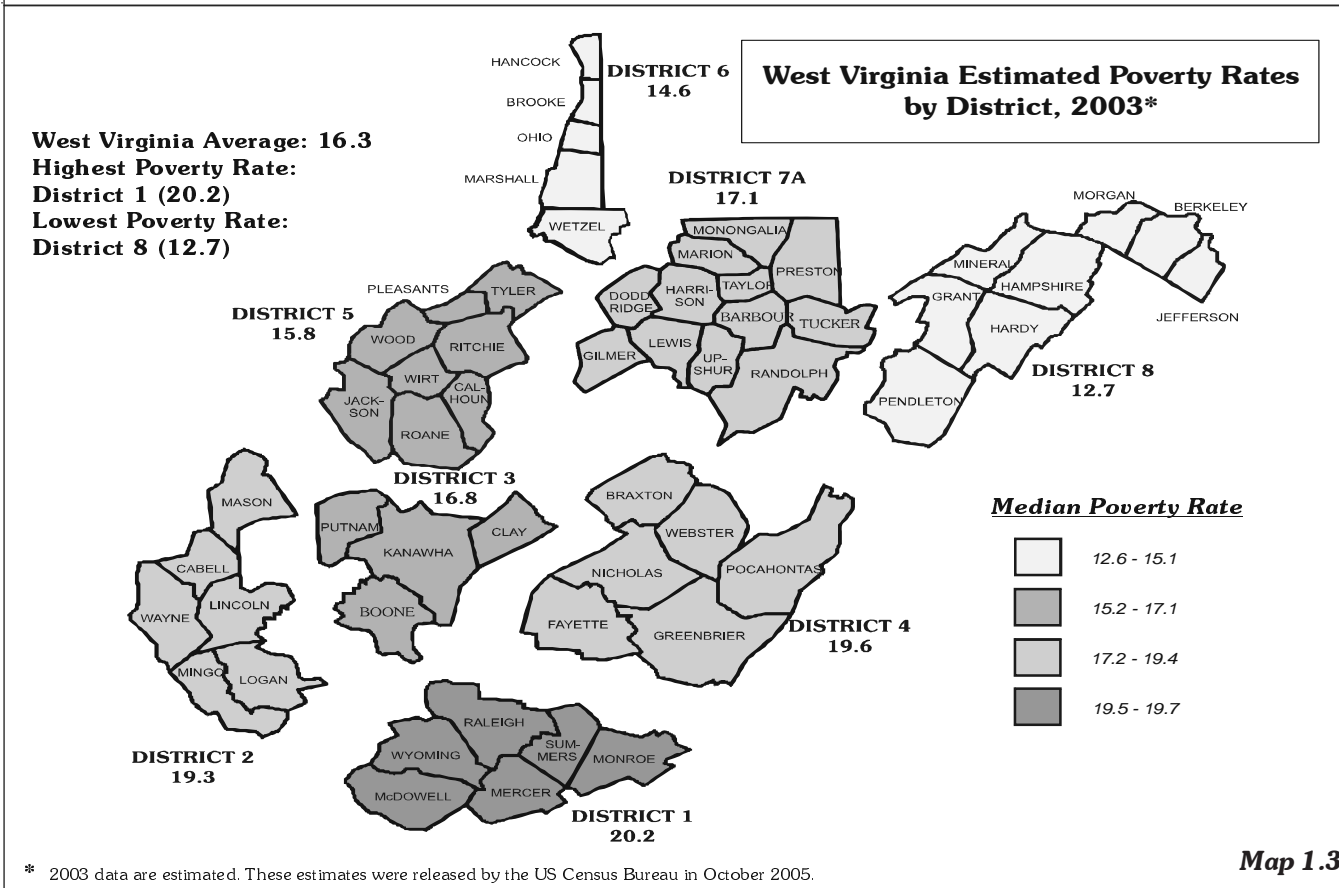 West Virginia Estimated Poverty Rates
by District, 2003*
West Virginia Average: 16.3
Highest Poverty Rate:
District 1 (20.2)
Lowest Poverty Rate:
District 8 (12.7)
HANCOCK
BROOKE
OHIO
MARSHALL
WETZEL
DISTRICT 6
14.6
DISTRICT 7A
17.1
MONONGALIA
MARION
PRESTON
TAYLOR
HARRI-
SON
DODD
RIDGE
BARBOUR
TUCKER
LEWIS
GILMER
UP-
SHUR
RANDOLPH
MORGAN
BERKELEY
JEFFERSON
MINERAL
HAMPSHIRE
GRANT
HARDY
PENDLETON
DISTRICT 8
12.7
DISTRICT 5
15.8
PLEASANTS
TYLER
WOOD
RITCHIE
WIRT
CAL-
HOUN
JACK-
SON
ROANE
DISTRICT 3
16.8
PUTNAM
KANAWHA
CLAY
BOONE
MASON
CABELL
LINCOLN
WAYNE
MINGO
LOGAN
DISTRICT 2
19.3
BRAXTON
WEBSTER
POCAHONTAS
NICHOLAS
FAYETTE
GREENBRIER
DISTRICT 4
19.6
RALEIGH
WYOMING
SUM-
MERS
MONROE
McDOWELL
MERCER
DISTRICT 1
20.2
Median Poverty Rate
12.6 - 15.1
15.2 - 17.1
17.2 - 19.4
19.5 - 19.7
* 2003 data are estimated. These estimates were released by the US Census Bureau in October 2005.
Map 1.3